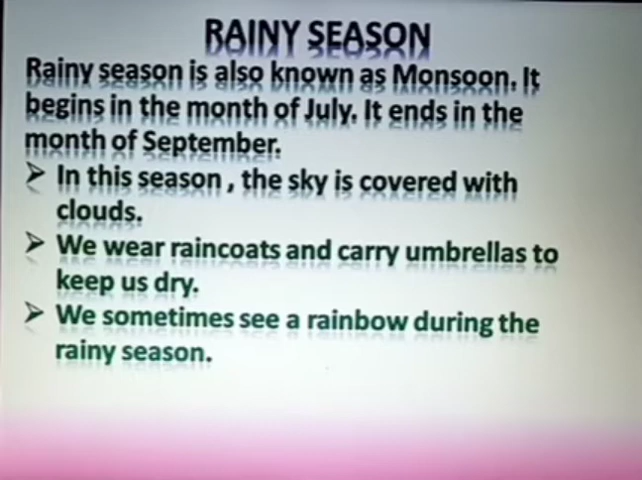 RAINY SEASON
Rainy season is also known as Monsoon. It
begins in the month of July. It ends in the
month of September.
➢ In this season , the sky is covered with
clouds.
➢ We wear raincoats and carry umbrellas to
keep us dry.
➢ We sometimes see a rainbow during the
rainy season.